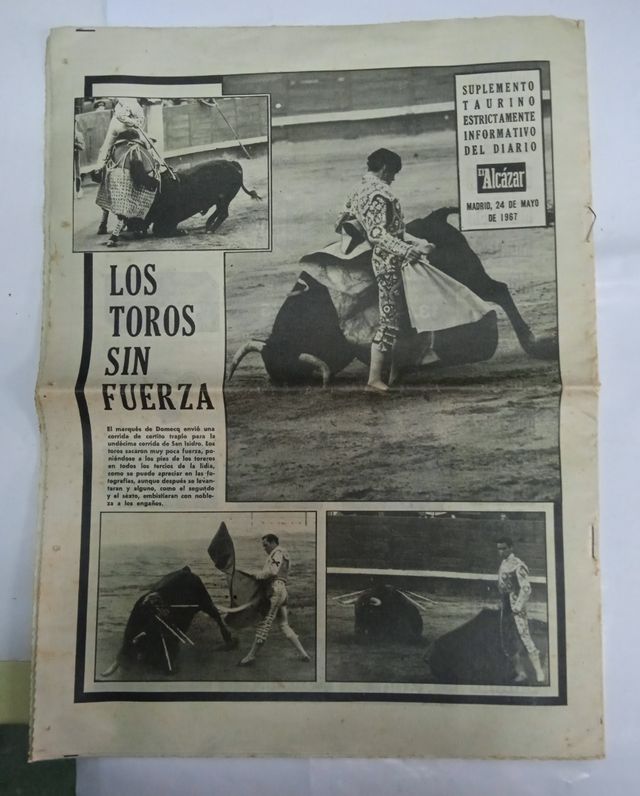 SUPLEMENTO
TAURINO
ESTRICTAMENTE
INFORMATIVO
DEL DIARIO
El Alcázar
MADRID, 24 DE MAYO
DE 1967
LOS
TOROS
SIN
FUERZA
El marqués de Domecq envió una
corrida de cortito trapío para la
undécima corrida de San Isidro. Los
toros sacaron muy poca fuerza, po-
niéndose a los pies de los toreros
en todos los tercios de la lidia,
como se puede apreciar en las fo-
tografías, aunque después se levan-
taran y alguno, como el segundo
y el sexto, embistieran con noble-
za a los engaños.